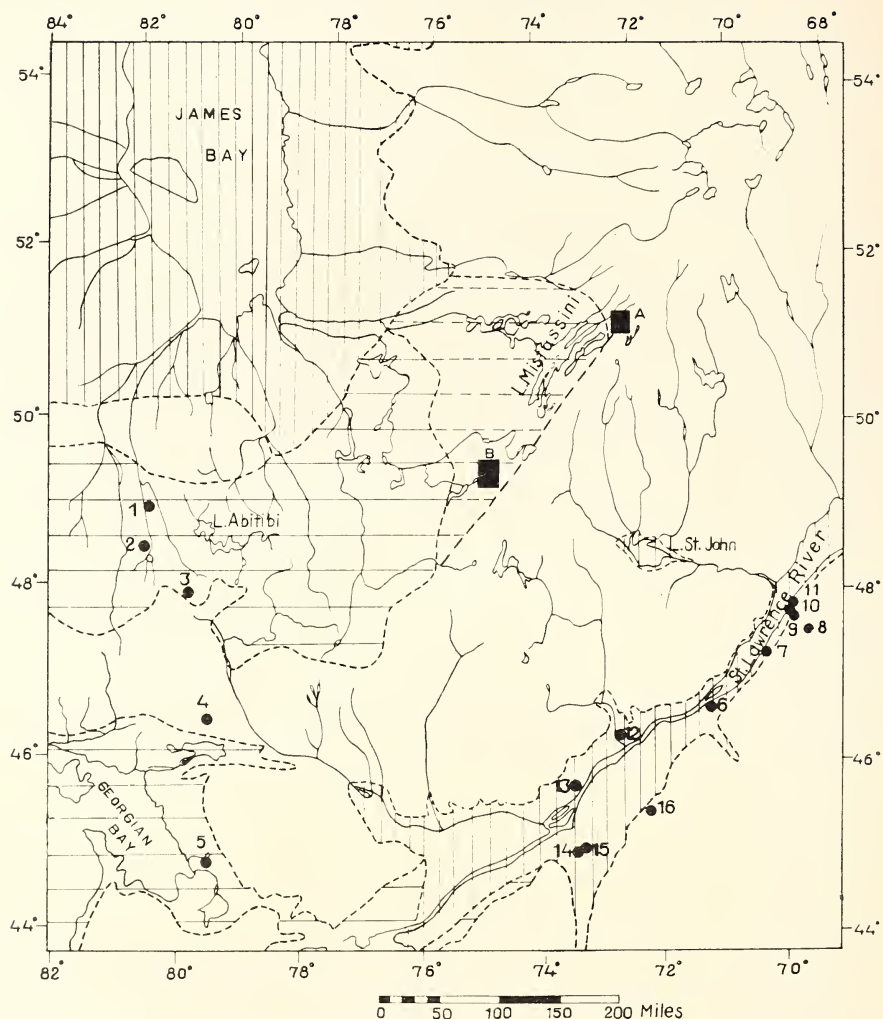 84° 82° 80° 78° 76° 74° 72° 70° 68°
54° 54°
JAMES
BAY
52° 52°
A
L. Mistassini
50° 50°
B
1
L. Abitibi
2
L. St. John
48° 48°
3
11
10
9 8
St. Lawrence River
7
4
6
12
46° 46°
13
GEORGIAN
BAY
16
5
14 15
44° 44°
82° 80° 78° 76° 74° 72° 70°
0 50 100 150 200 Miles